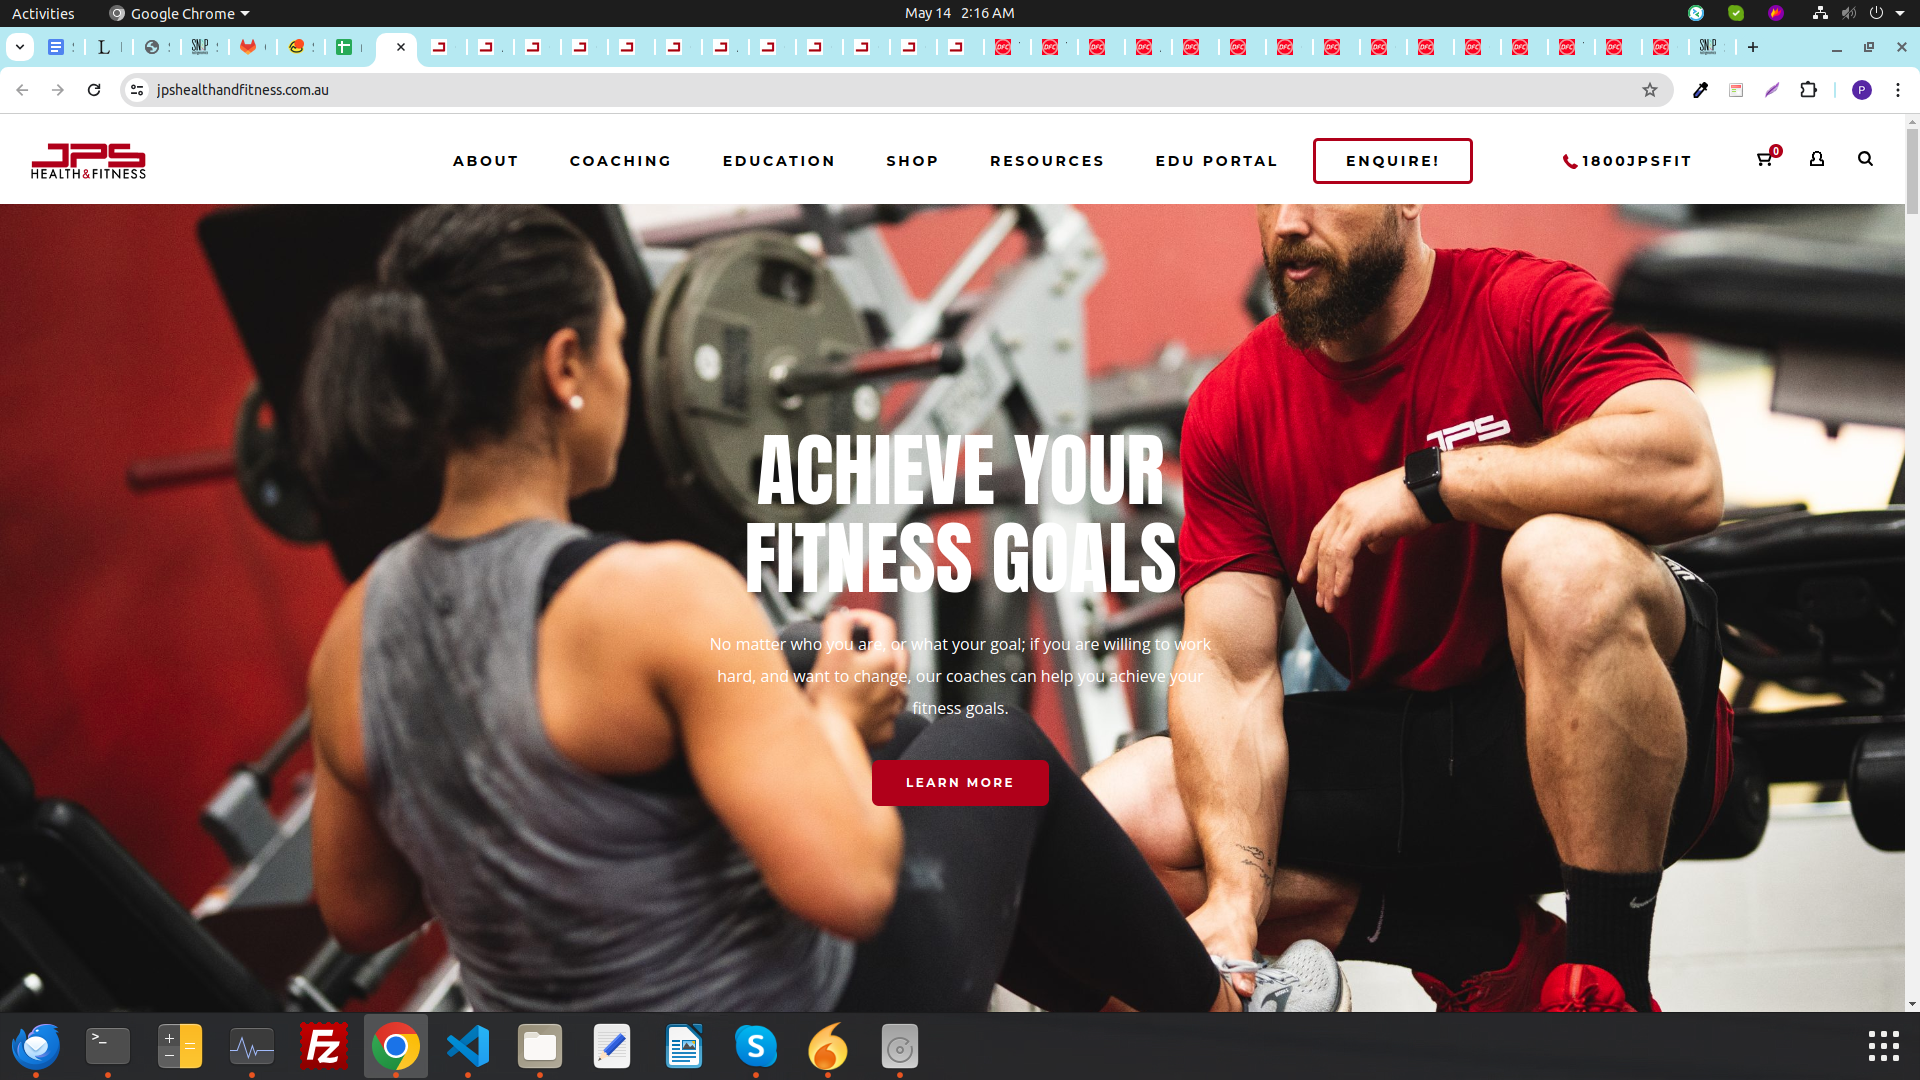 Activities
Google Chrome
May 14 2:16 AM
jpshealthandfitness.com.au
P
JPS
HEALTH&FITNESS
ABOUT
COACHING
EDUCATION
SHOP
RESOURCES
EDU PORTAL
ENQUIRE!
1800JPSFIT
0
JPS
ACHIEVE YOUR
FITNESS GOALS
No matter who you are, or what your goal; if you are willing to work
hard, and want to change, our coaches can help you achieve your
fitness goals.
LEARN MORE